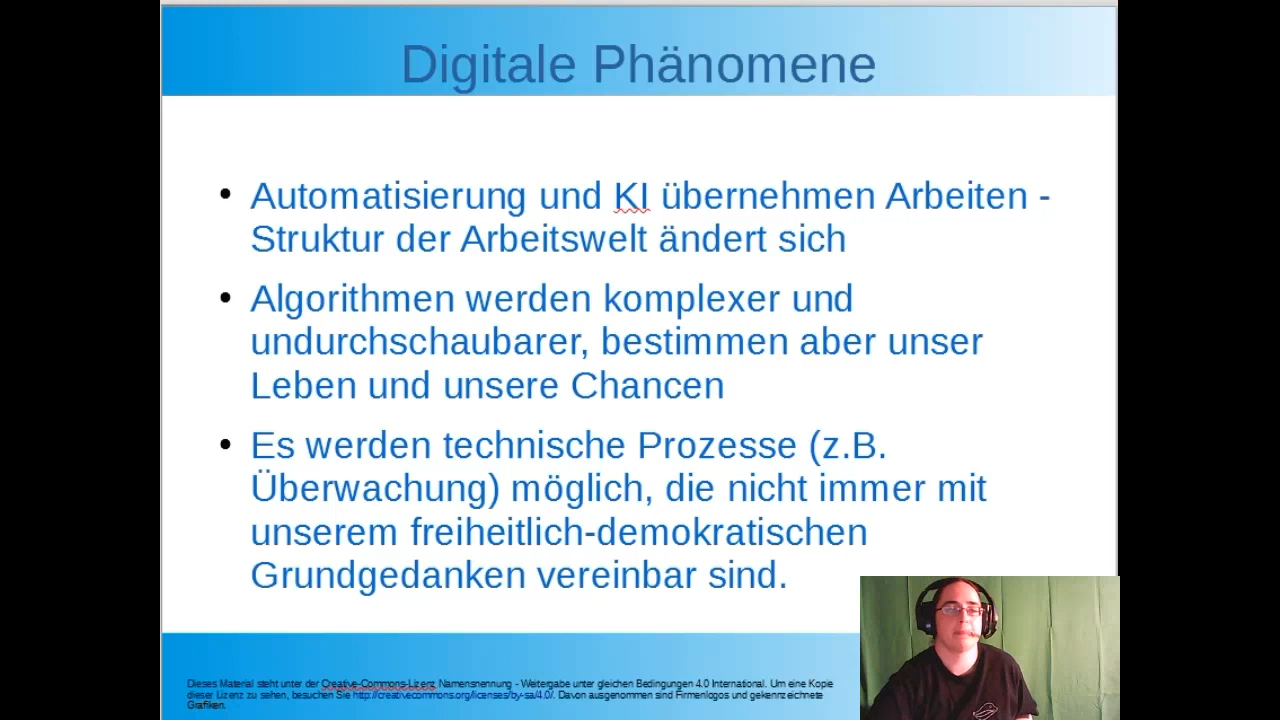 Digitale Phänomene
Automatisierung und KI übernehmen Arbeiten -
Struktur der Arbeitswelt ändert sich
Algorithmen werden komplexer und
undurchschaubarer, bestimmen aber unser
Leben und unsere Chancen
Es werden technische Prozesse (z.B.
Überwachung) möglich, die nicht immer mit
unserem freiheitlich-demokratischen
Grundgedanken vereinbar sind.
Dieses Material steht unter der Creative-Commons-Lizenz Namensnennung - Weitergabe unter gleichen Bedingungen 4.0 International. Um eine Kopie
dieser Lizenz zu sehen, besuchen Sie http://creativecommons.org/licenses/by-sa/4.0/. Davon ausgenommen sind Firmenlogos und gekennzeichnete
Grafiken.